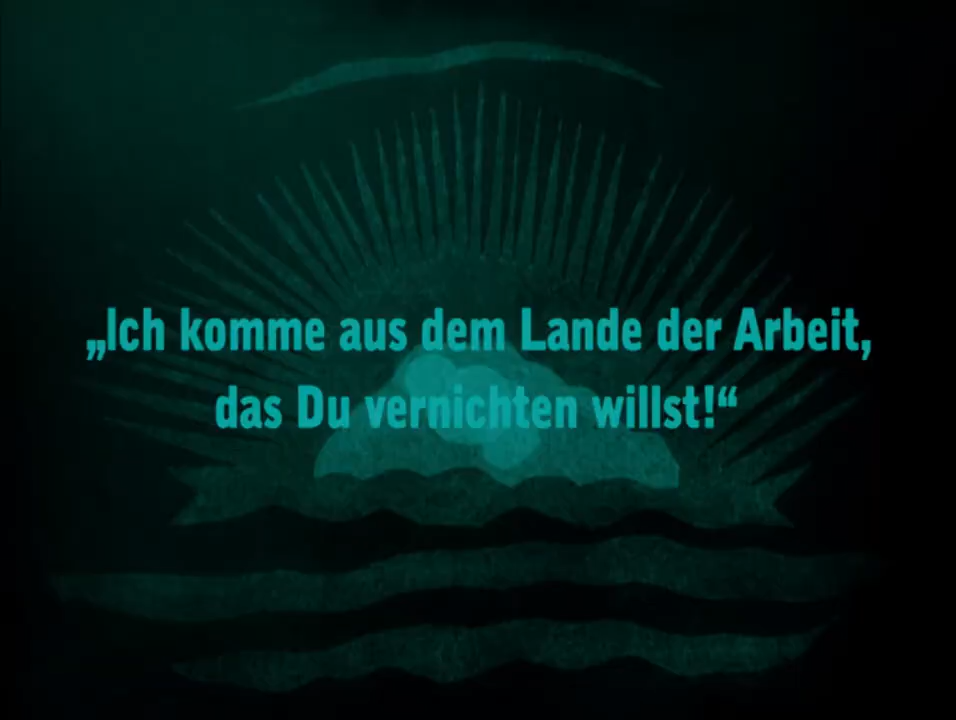 „Ich komme aus dem Lande der Arbeit,
das Du vernichten willst!“